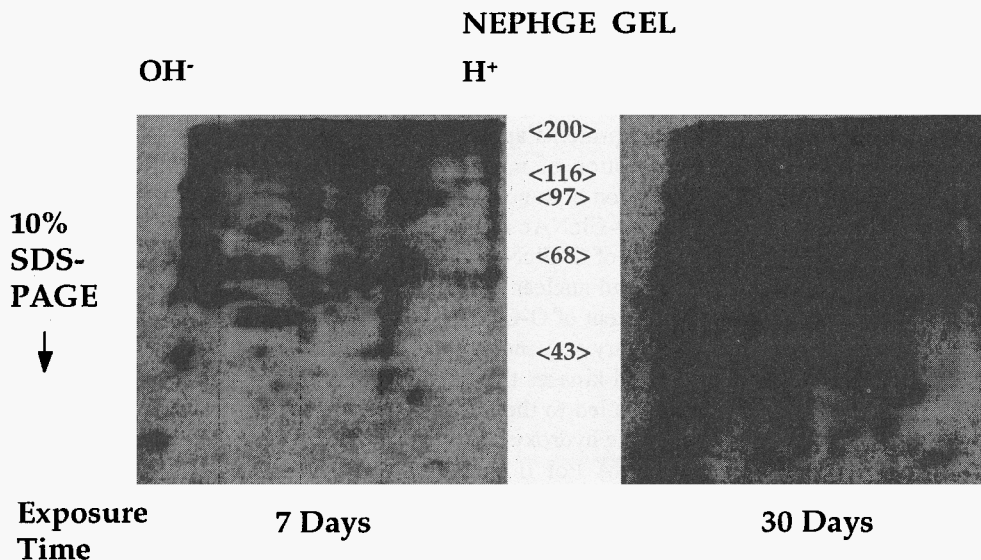 NEPHGE GEL
OH-
H+
<200>
<116>
<97>
10%
SDS-
PAGE
<68>
<43>
Exposure
Time
7 Days
30 Days